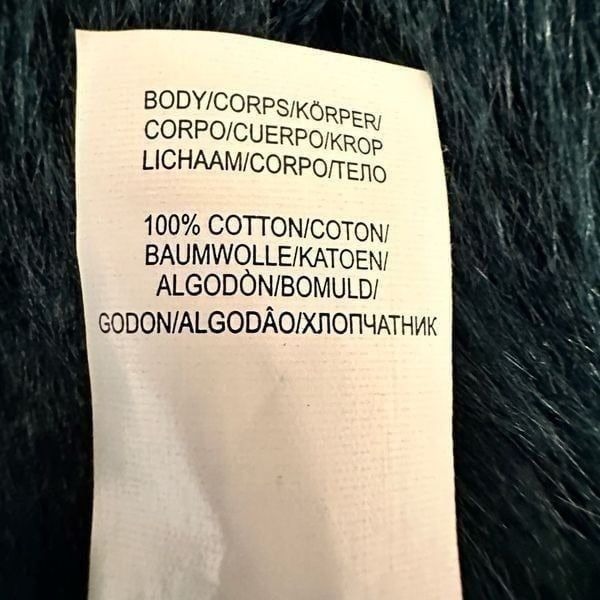 BODY/CORPS/KÖRPER/
CORPO/CUERPO/KROP
LICHAAM/CORPO/ТЕЛО
100% COTTON/COTON/
BAUMWOLLE/KATOEN/
ALGODÒN/BOMULD/
GODON/ALGODÂO/ХЛОПЧАТНИК